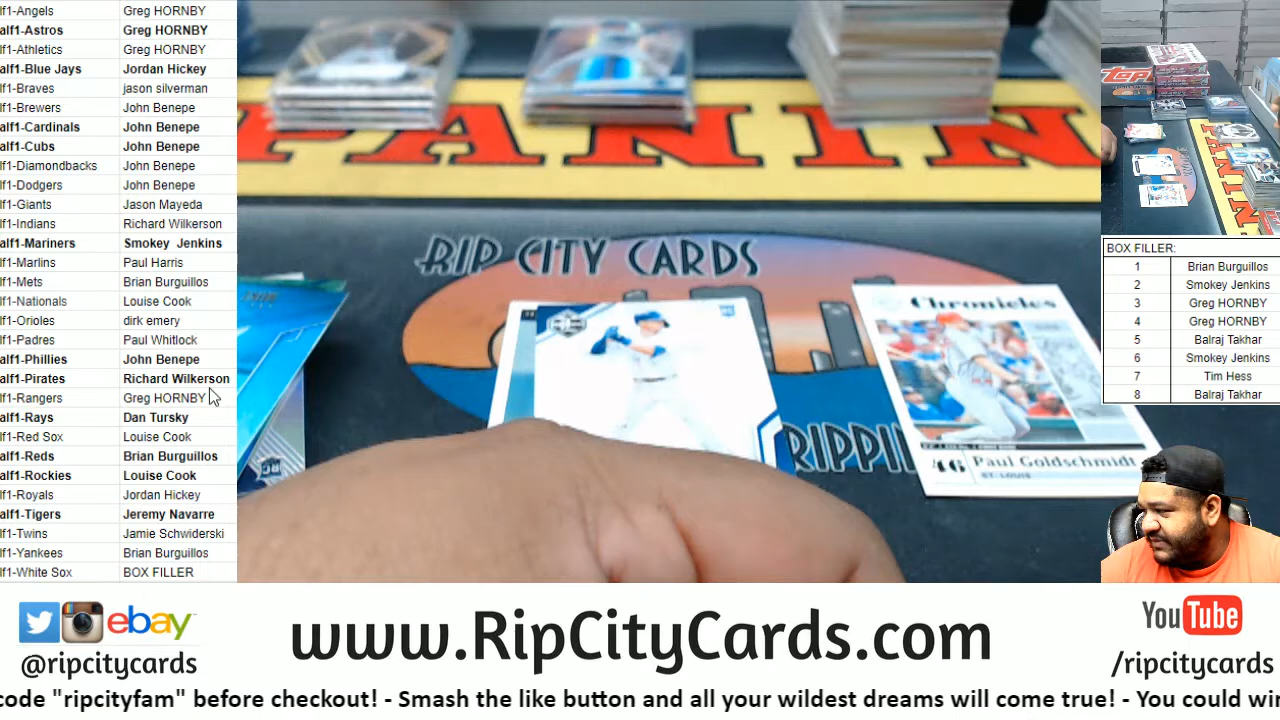 lf1-Angels Greg HORNBY
alf1-Astros Greg HORNBY
lf1-Athletics Greg HORNBY
alf1-Blue Jays Jordan Hickey
lf1-Braves jason silverman
lf1-Brewers John Benepe
alf1-Cardinals John Benepe
alf1-Cubs John Benepe
lf1-Diamondbacks John Benepe
lf1-Dodgers John Benepe
lf1-Giants Jason Mayeda
lf1-Indians Richard Wilkerson
alf1-Mariners Smokey Jenkins
lf1-Marlins Paul Harris
lf1-Mets Brian Burguillos
lf1-Nationals Louise Cook
lf1-Orioles dirk emery
lf1-Padres Paul Whitlock
alf1-Phillies John Benepe
alf1-Pirates Richard Wilkerson
lf1-Rangers Greg HORNBY
alf1-Rays Dan Tursky
lf1-Red Sox Louise Cook
alf1-Reds Brian Burguillos
alf1-Rockies Louise Cook
lf1-Royals Jordan Hickey
alf1-Tigers Jeremy Navarre
lf1-Twins Jamie Schwiderski
lf1-Yankees Brian Burguillos
lf1-White Sox BOX FILLER
PANINI
RIP CITY CARDS
RIPPI
Chronicles
46 Paul Goldschmidt
ST. LOUIS
RC
Topps
PANINI
BOX FILLER:
1 Brian Burguillos
2 Smokey Jenkins
3 Greg HORNBY
4 Greg HORNBY
5 Balraj Takhar
6 Smokey Jenkins
7 Tim Hess
8 Balraj Takhar
ebay
@ripcitycards
www.RipCityCards.com
YouTube
/ripcitycards
code "ripcityfam" before checkout! - Smash the like button and all your wildest dreams will come true! - You could win